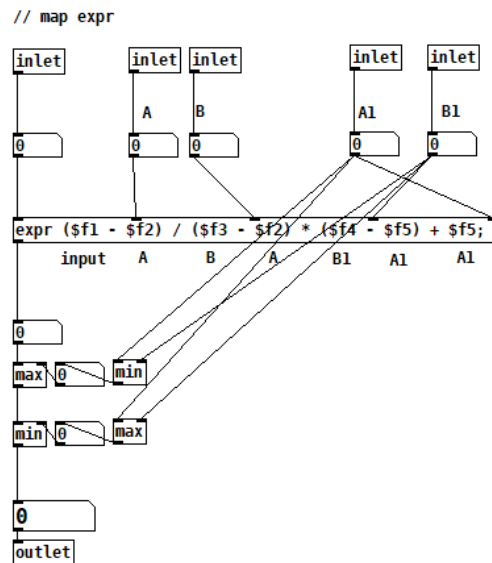 // map expr
inlet inlet inlet inlet inlet
A B A1 B1
0 0 0 0 0
expr ($f1 - $f2) / ($f3 - $f2) * ($f4 - $f5) + $f5;
input A B A B1 A1 A1
0
max 0 min
min 0 max
0
outlet